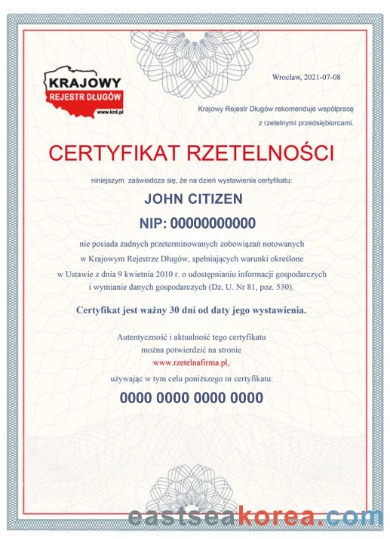 KRAJOWY
REJESTR DŁUGÓW
www.krd.pl
Wroclaw, 2021-07-08
Krajowy Rejestr Długów rekomenduje współpracę
z rzetelnymi przedsiębiorcami.
CERTYFIKAT RZETELNOŚCI
niniejszym zaświadcza się, że na dzień wystawienia certyfikatu:
JOHN CITIZEN
NIP: 00000000000
nie posiada żadnych przeterminowanych zobowiązań notowanych
w Krajowym Rejestrze Długów, spełniających warunki określone
w Ustawie z dnia 9 kwietnia 2010 r. o udostępnianiu informacji gospodarczych
i wymianie danych gospodarczych (Dz. U. Nr 81, poz. 530).
Certyfikat jest ważny 30 dni od daty jego wystawienia.
Autentyczność i aktualność tego certyfikatu
można potwierdzić na stronie
www.rzetelnafirma.pl,
używając w tym celu poniższego nr certyfikatu:
0000 0000 0000 0000
eastseakorea.com